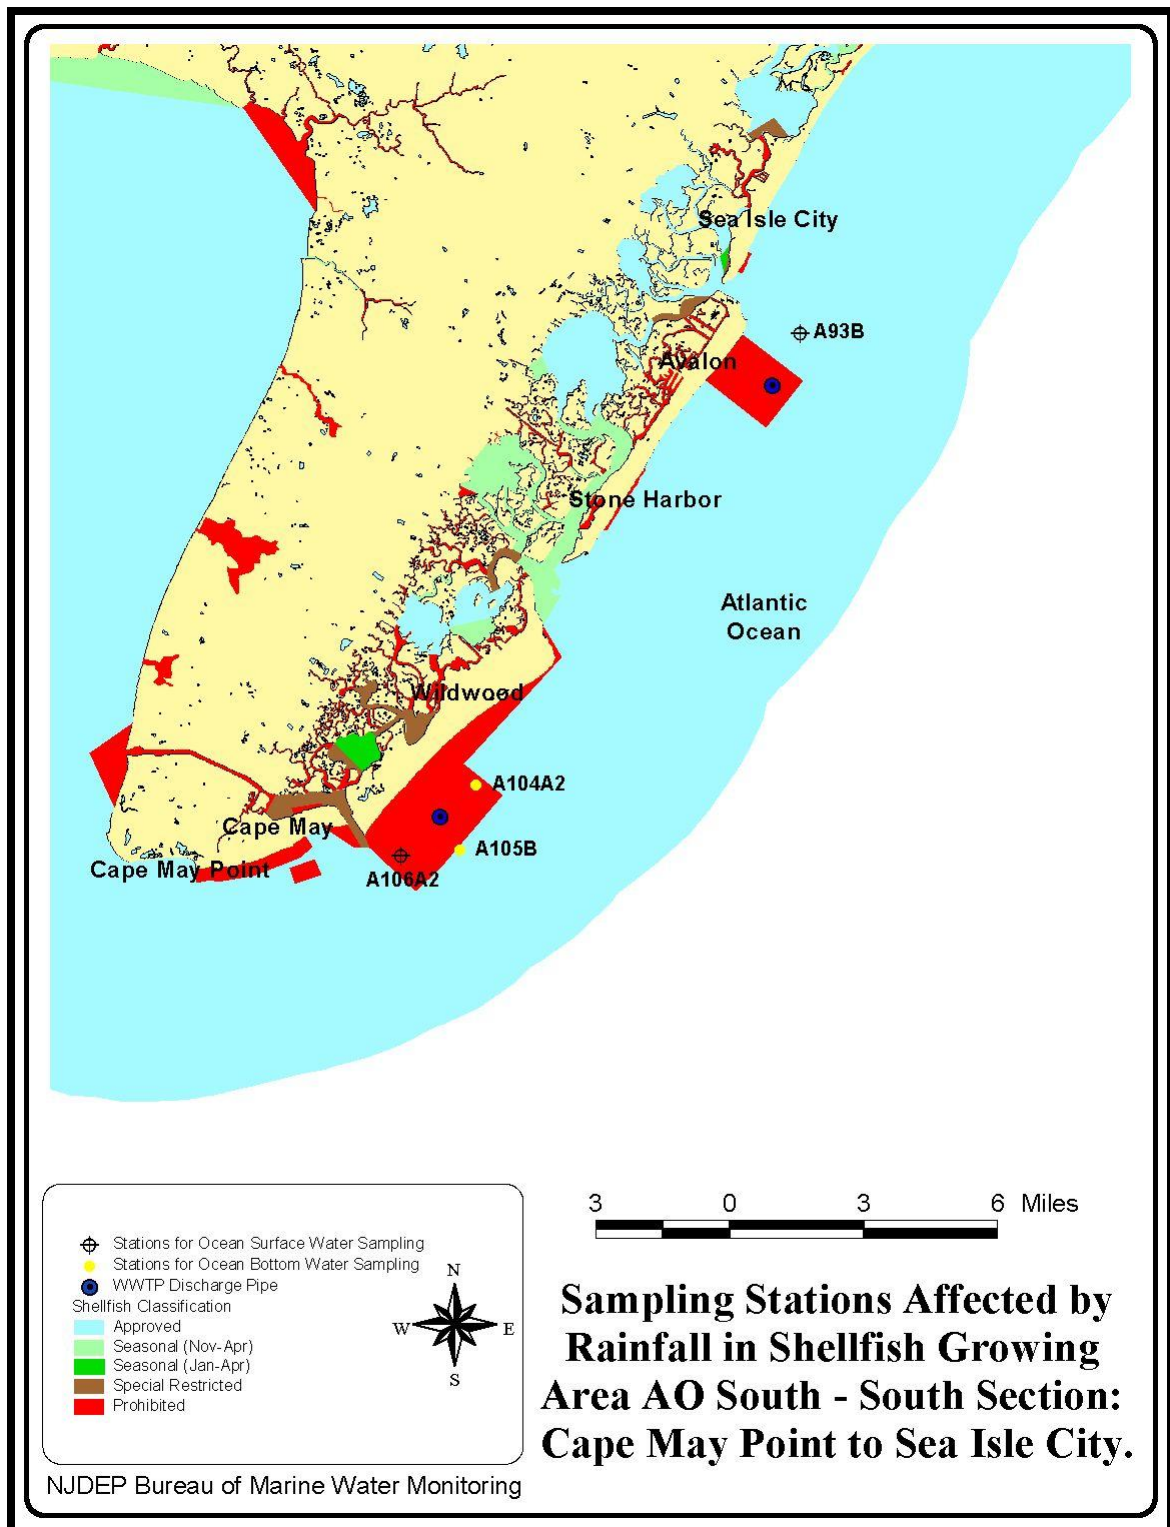 Sea Isle City
A93B
Avalon
Stone Harbor
Atlantic
Ocean
Wildwood
A104A2
Cape May
A105B
Cape May Point
A106A2
3 0 3 6 Miles
Stations for Ocean Surface Water Sampling
Stations for Ocean Bottom Water Sampling
WWTP Discharge Pipe
Shellfish Classification
Approved
Seasonal (Nov-Apr)
Seasonal (Jan-Apr)
Special Restricted
Prohibited
N
W E
S
Sampling Stations Affected by
Rainfall in Shellfish Growing
Area AO South - South Section:
Cape May Point to Sea Isle City.
NJDEP Bureau of Marine Water Monitoring